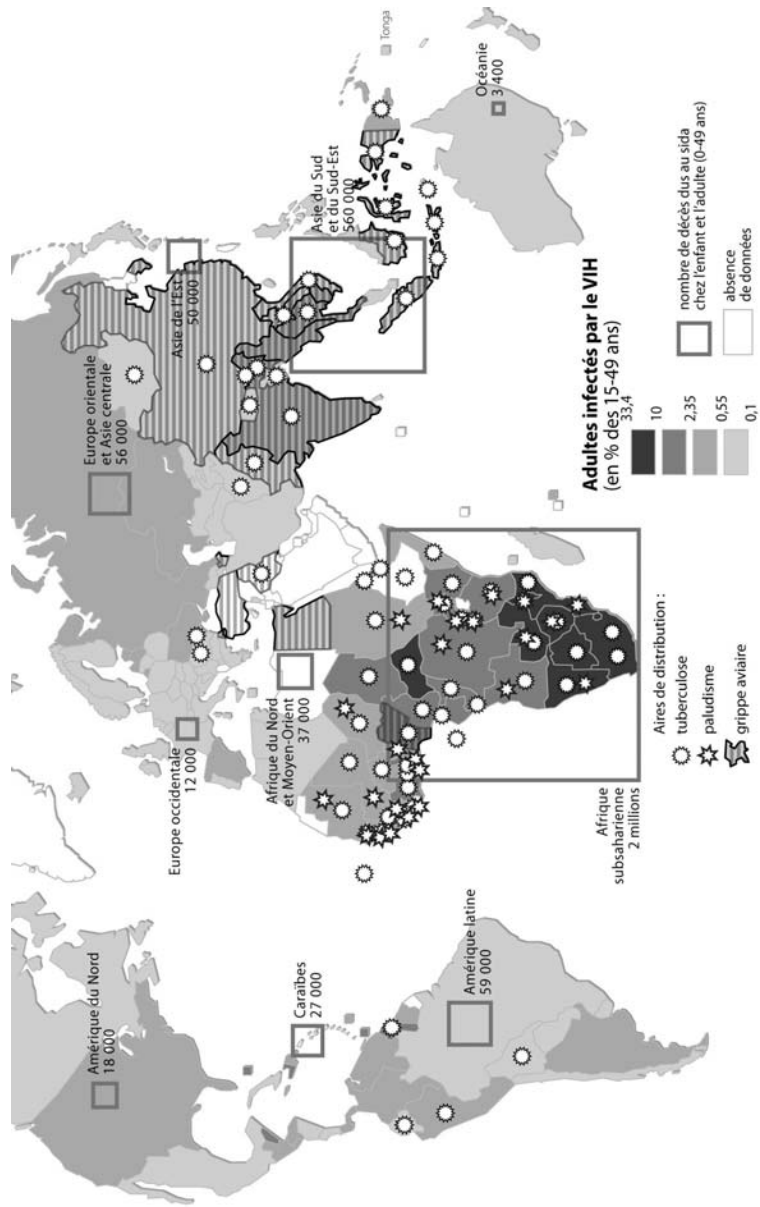 Amérique du Nord
18 000
Caraïbes
27 000
Amérique latine
59 000
Europe occidentale
12 000
Europe orientale
et Asie centrale
56 000
Afrique du Nord
et Moyen-Orient
37 000
Afrique
subsaharienne
2 millions
Asie de l'Est
50 000
Asie du Sud
et du Sud-Est
560 000
Tonga
Océanie
3 400
Aires de distribution :
tuberculose
paludisme
grippe aviaire
Adultes infectés par le VIH
(en % des 15-49 ans)
33,4
10
2,35
0,55
0,1
nombre de décès dus au sida
chez l'enfant et l'adulte (0-49 ans)
absence
de données